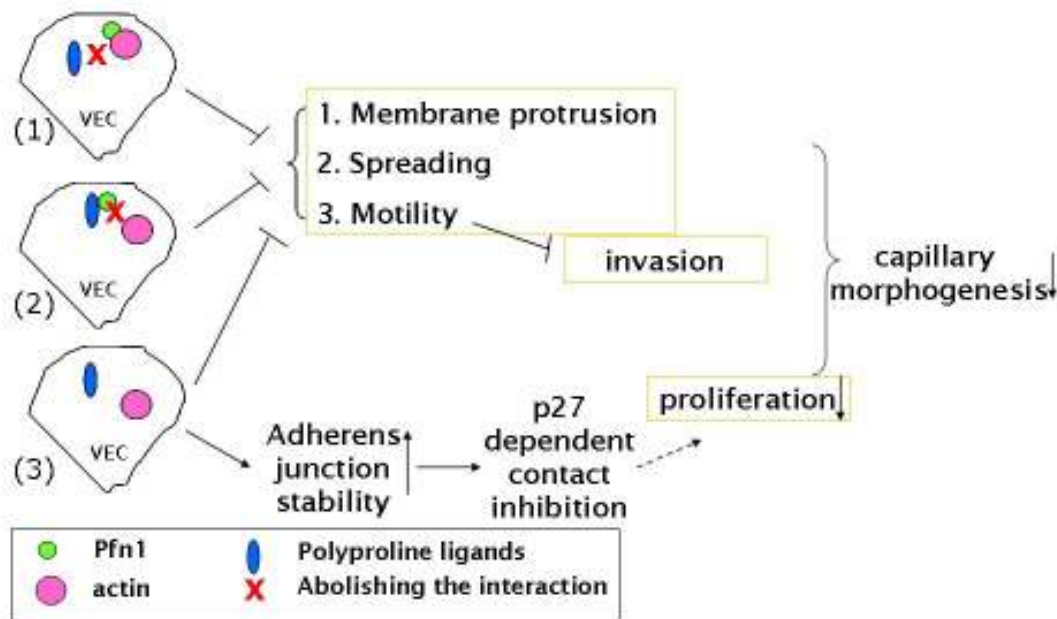 VEC
(1)
VEC
(2)
VEC
(3)
1. Membrane protrusion
2. Spreading
3. Motility
invasion
capillary
morphogenesis
proliferation
Adherens
junction
stability
p27
dependent
contact
inhibition
Pfn1
actin
Polyproline ligands
X Abolishing the interaction